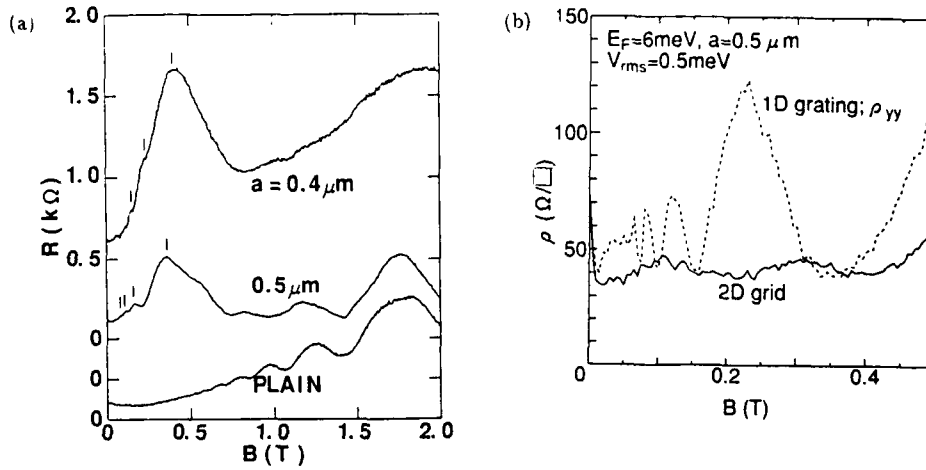 (a)
2.0
1.5
1.0
0.5
0
0
0
R (kΩ)
a = 0.4 μm
0.5 μm
PLAIN
0 0.5 1.0 1.5 2.0
B (T)
(b)
150
100
50
0
ρ (Ω/□)
E_F=6meV, a=0.5 μm
V_rms=0.5meV
1D grating; ρ_yy
2D grid
0 0.2 0.4
B (T)